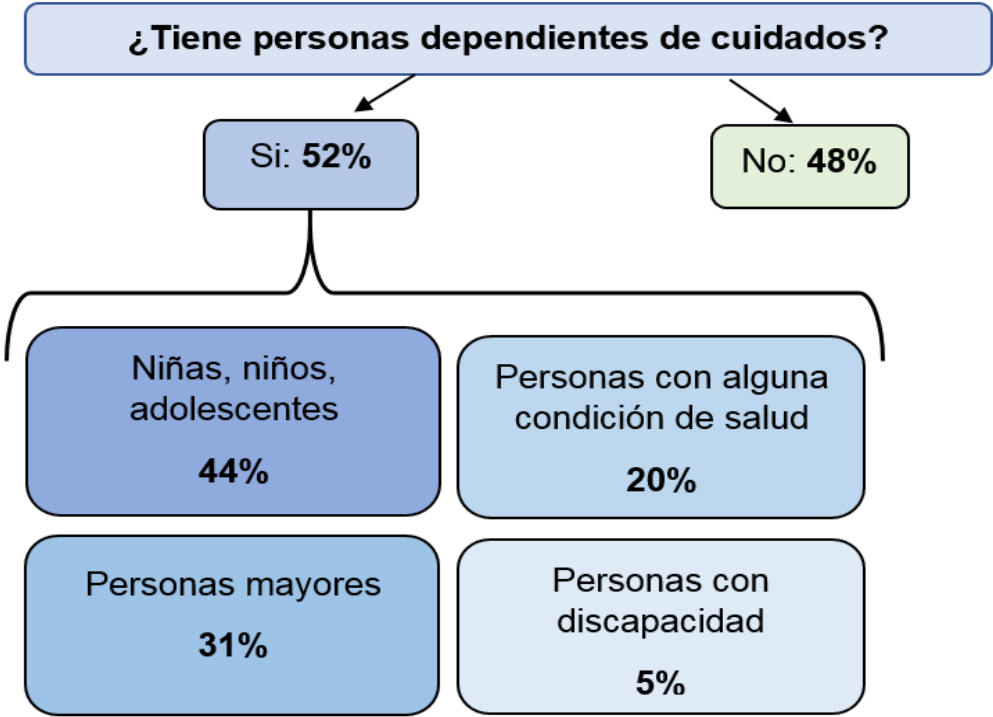 ¿Tiene personas dependientes de cuidados?
Si: 52%
No: 48%
Niñas, niños,
adolescentes
44%
Personas con alguna
condición de salud
20%
Personas mayores
31%
Personas con
discapacidad
5%